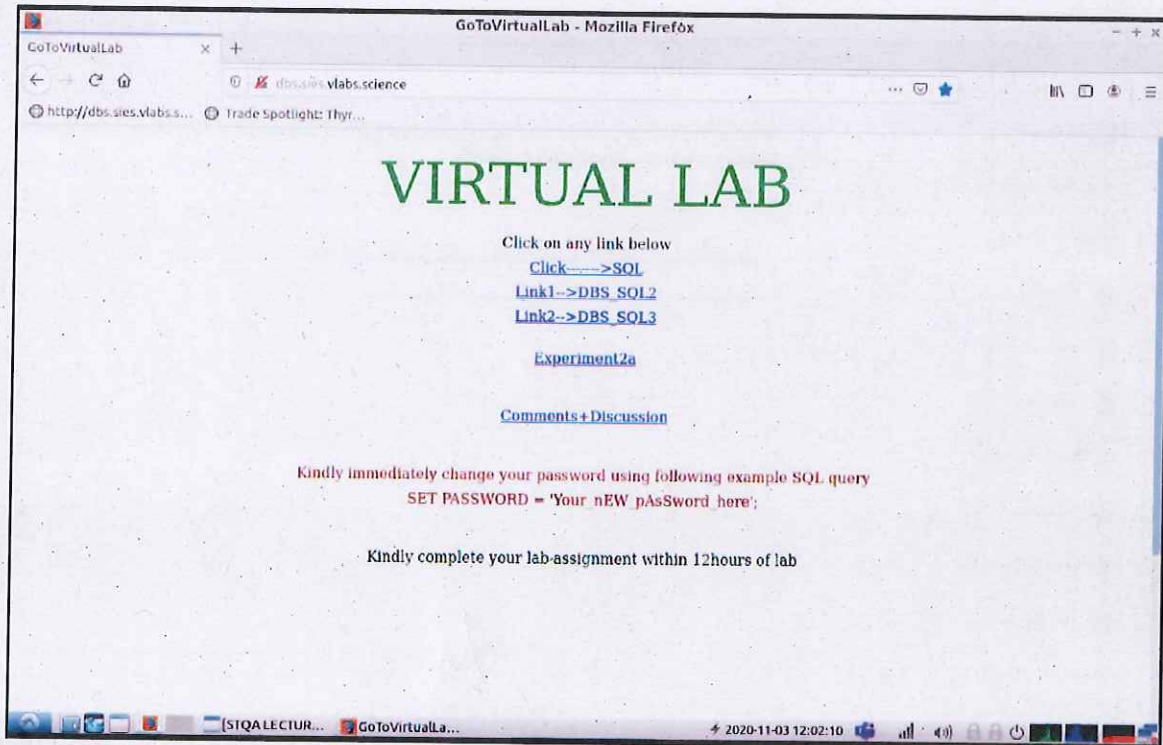 GoToVirtualLab - Mozilla Firefox
GoToVirtualLab
dbs.sies.vlabs.science
http://dbs.sies.vlabs.s...
Trade Spotlight: Thyr...
VIRTUAL LAB
Click on any link below
Click------>SQL
Link1-->DBS_SQL2
Link2-->DBS_SQL3
Experiment2a
Comments+Discussion
Kindly immediately change your password using following example SQL query
SET PASSWORD = 'Your_nEW_pAsSword_here';
Kindly complete your lab-assignment within 12hours of lab
[STQA LECTUR...
GoToVirtualLa...
2020-11-03 12:02:10